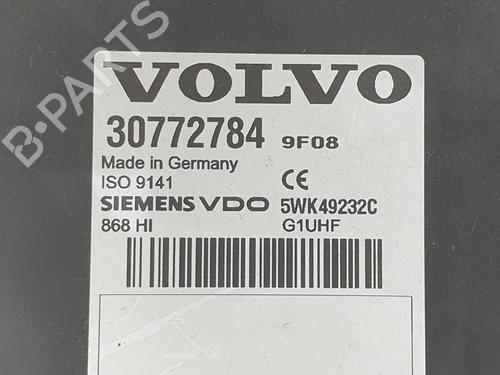 VOLVO
30772784 9F08
Made in Germany
ISO 9141 CE
SIEMENS VDO 5WK49232C
868 HI G1UHF
B-PARTS